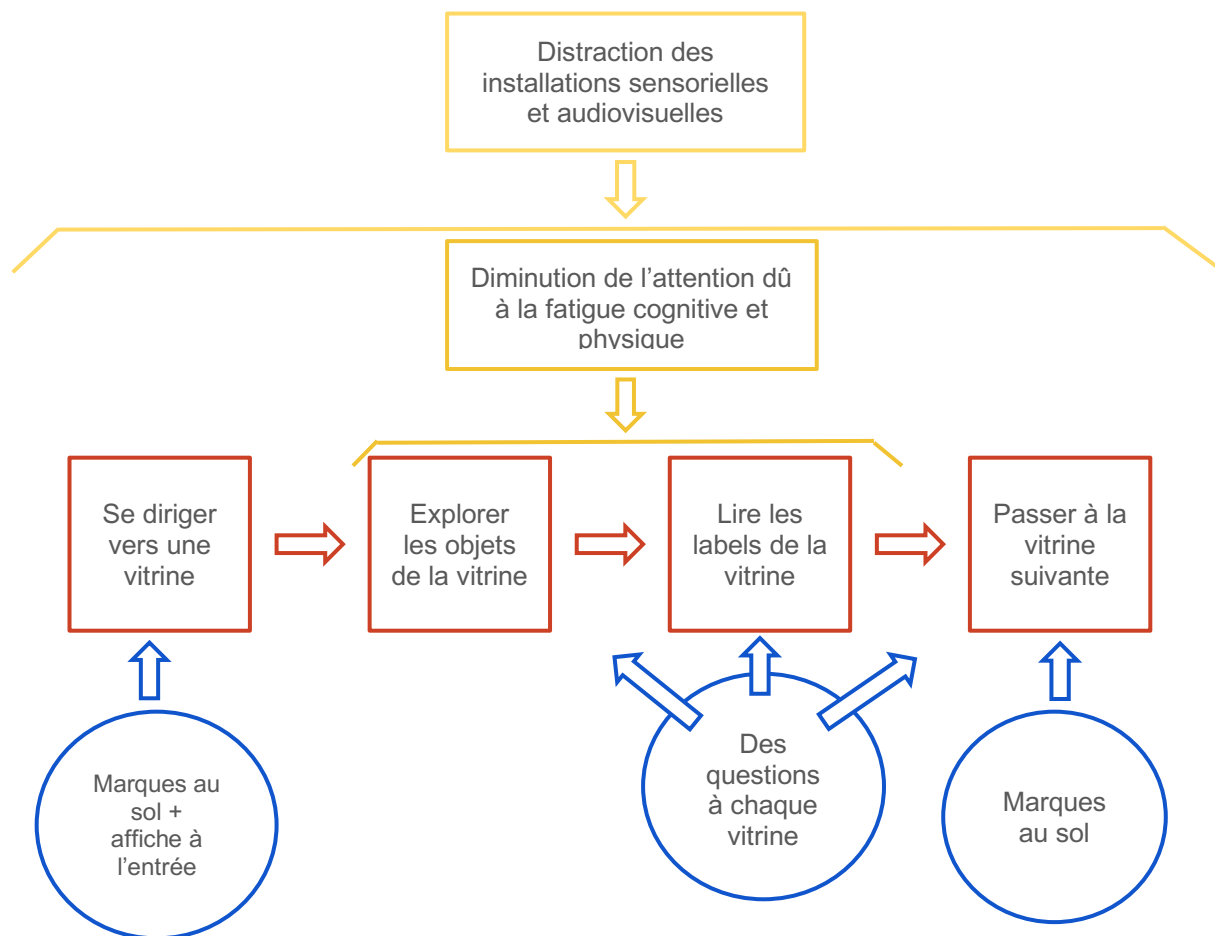 Distraction des
installations sensorielles
et audiovisuelles
Diminution de l’attention dû
à la fatigue cognitive et
physique
Se diriger
vers une
vitrine
Explorer
les objets
de la vitrine
Lire les
labels de la
vitrine
Passer à la
vitrine
suivante
Marques au
sol +
affiche à
l’entrée
Des
questions
à chaque
vitrine
Marques
au sol